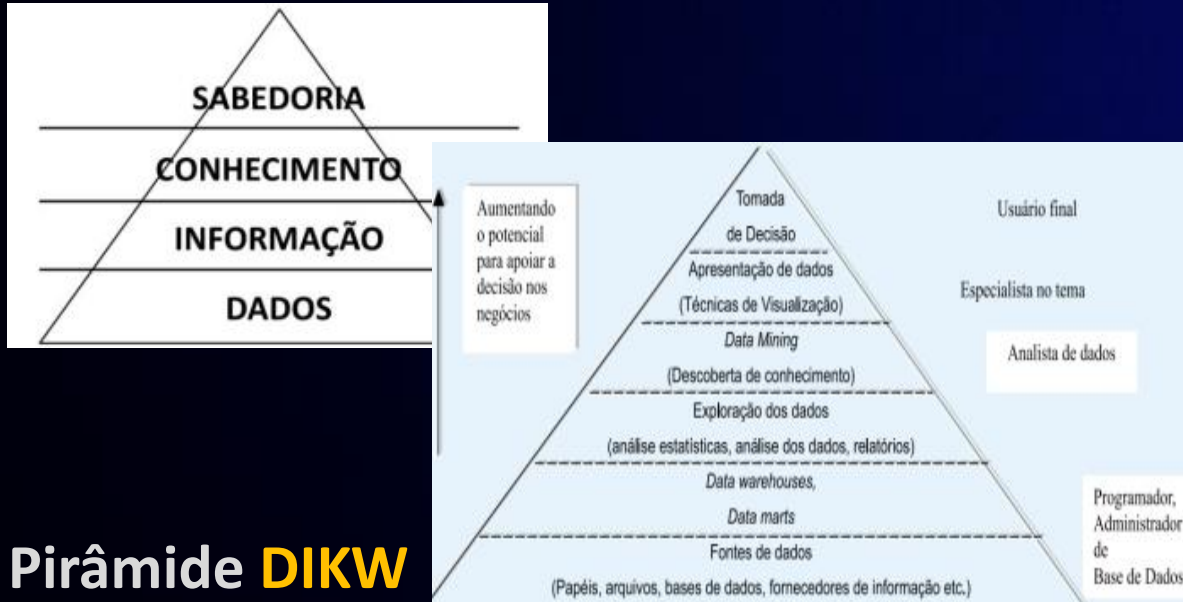 SABEDORIA
CONHECIMENTO
INFORMAÇÃO
DADOS
Aumentando
o potencial
para apoiar a
decisão nos
negócios
Tomada
de Decisão
Apresentação de dados
(Técnicas de Visualização)
Data Mining
(Descoberta de conhecimento)
Exploração dos dados
(análise estatísticas, análise dos dados, relatórios)
Data warehouses,
Data marts
Fontes de dados
(Papéis, arquivos, bases de dados, fornecedores de informação etc.)
Usuário final
Especialista no tema
Analista de dados
Programador,
Administrador
de
Base de Dados
Pirâmide DIKW